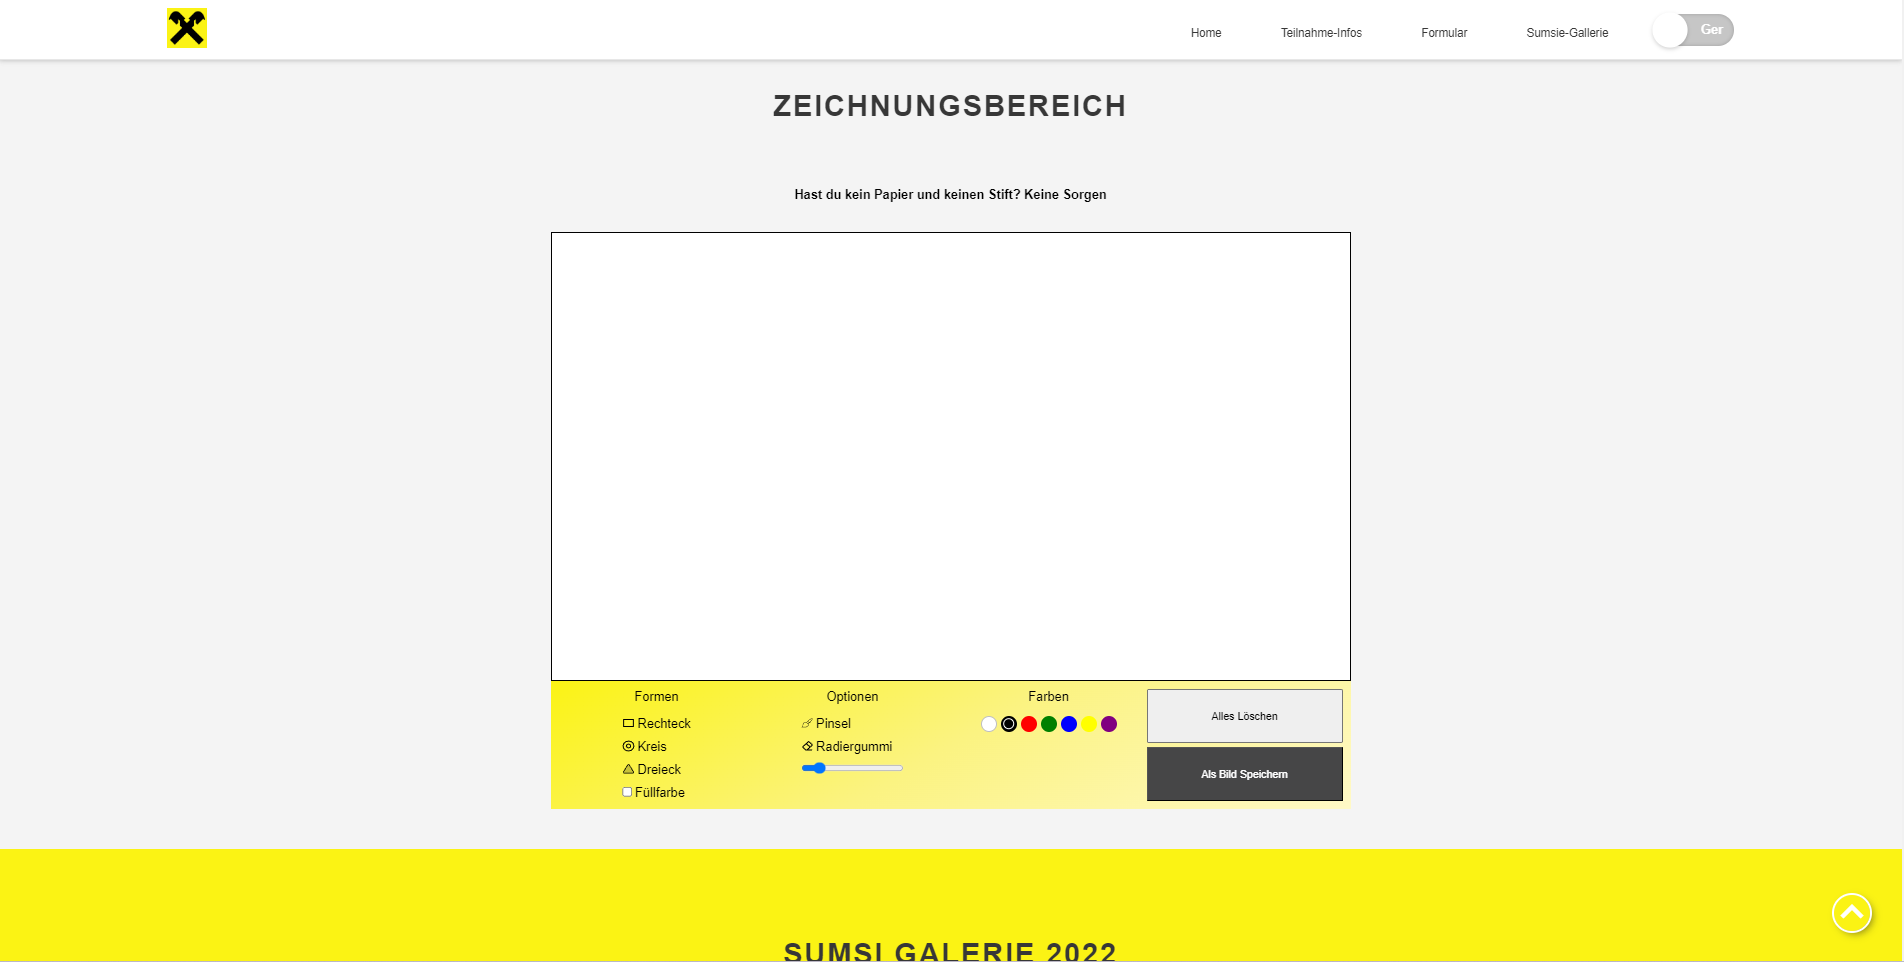 Home
Teilnahme-Infos
Formular
Sumsie-Gallerie
Ger
ZEICHNUNGSBEREICH
Hast du kein Papier und keinen Stift? Keine Sorgen
Formen
Rechteck
Kreis
Dreieck
Füllfarbe
Optionen
Pinsel
Radiergummi
Farben
Alles Löschen
Als Bild Speichern
SUMSI GALERIE 2022